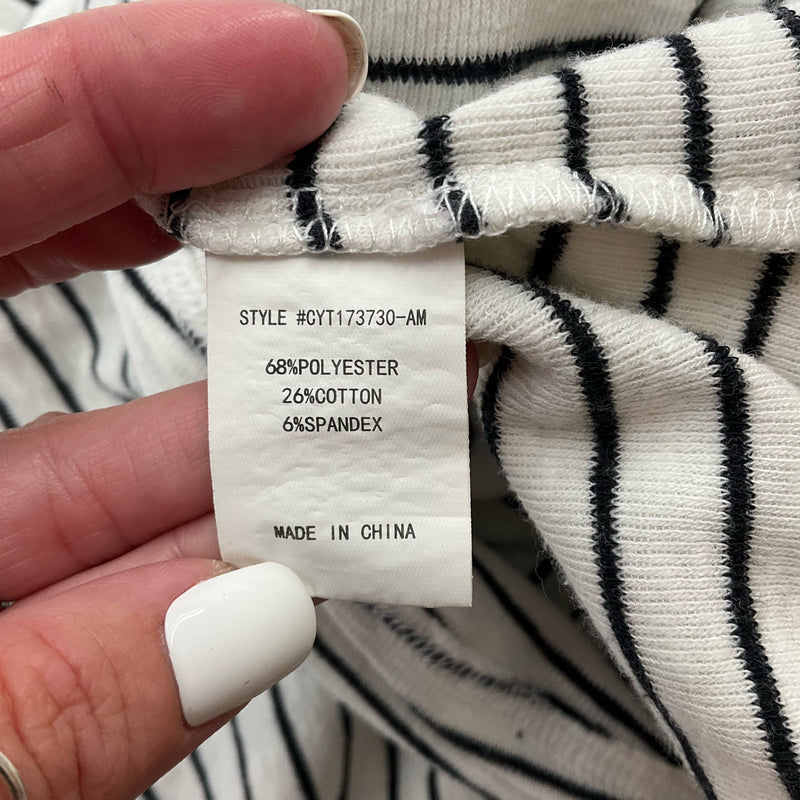 STYLE #CYT173730-AM
68%POLYESTER
26%COTTON
6%SPANDEX
MADE IN CHINA